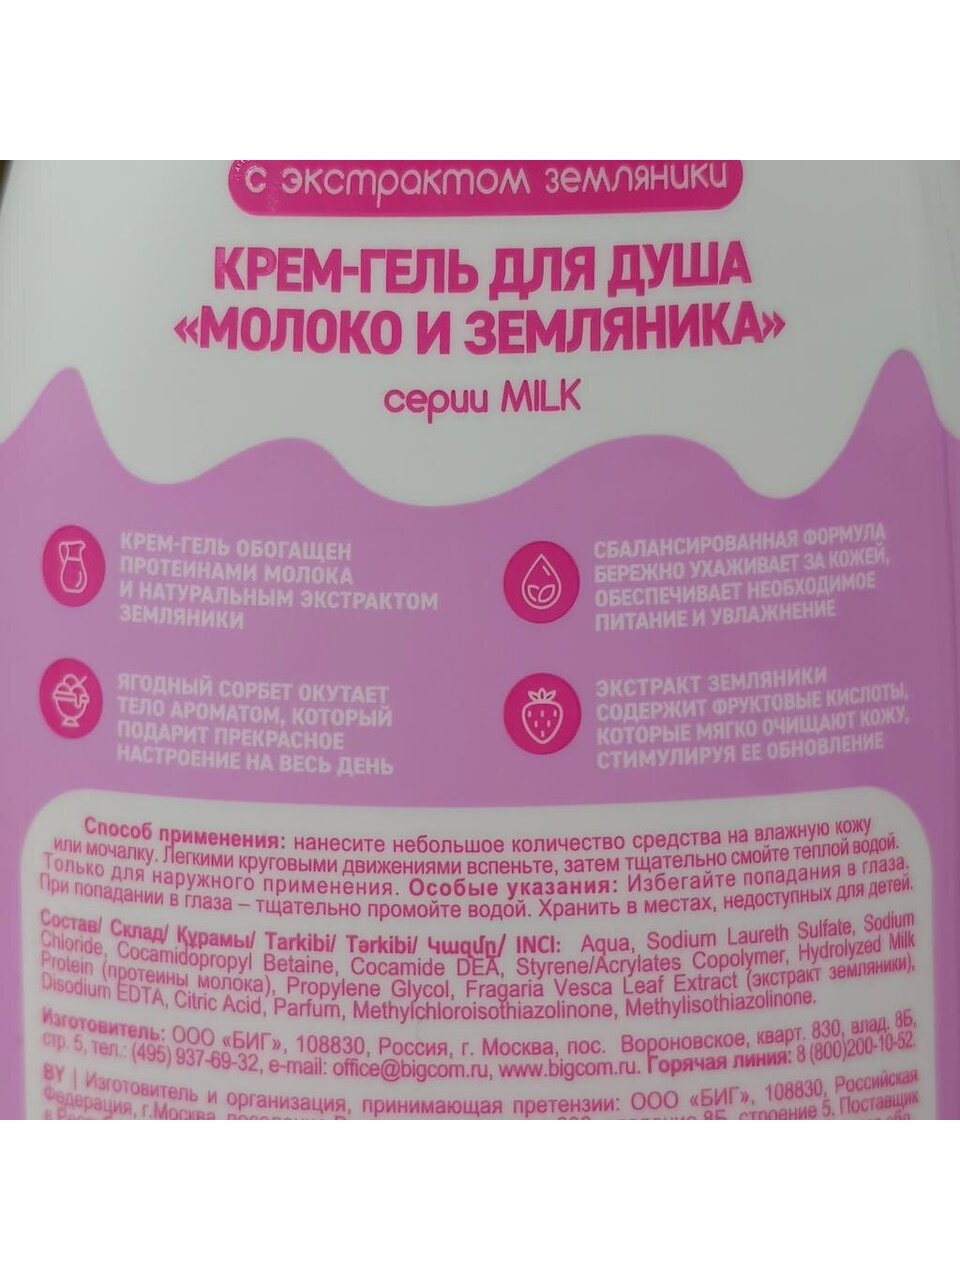 с экстрактом земляники
КРЕМ-ГЕЛЬ ДЛЯ ДУША
«МОЛОКО И ЗЕМЛЯНИКА»
серии MILK
КРЕМ-ГЕЛЬ ОБОГАЩЕН
ПРОТЕИНАМИ МОЛОКА
И НАТУРАЛЬНЫМ ЭКСТРАКТОМ
ЗЕМЛЯНИКИ
СБАЛАНСИРОВАННАЯ ФОРМУЛА
БЕРЕЖНО УХАЖИВАЕТ ЗА КОЖЕЙ,
ОБЕСПЕЧИВАЕТ НЕОБХОДИМОЕ
ПИТАНИЕ И УВЛАЖНЕНИЕ
ЯГОДНЫЙ СОРБЕТ ОКУТАЕТ
ТЕЛО АРОМАТОМ, КОТОРЫЙ
ПОДАРИТ ПРЕКРАСНОЕ
НАСТРОЕНИЕ НА ВЕСЬ ДЕНЬ
ЭКСТРАКТ ЗЕМЛЯНИКИ
СОДЕРЖИТ ФРУКТОВЫЕ КИСЛОТЫ,
КОТОРЫЕ МЯГКО ОЧИЩАЮТ КОЖУ,
СТИМУЛИРУЯ ЕЕ ОБНОВЛЕНИЕ
Способ применения: нанесите небольшое количество средства на влажную кожу
или мочалку. Легкими круговыми движениями вспеньте, затем тщательно смойте теплой водой.
Только для наружного применения. Особые указания: Избегайте попадания в глаза.
При попадании в глаза – тщательно промойте водой. Хранить в местах, недоступных для детей.
Состав/ Склад/ Құрамы/ Tarkibi/ Tərkibi/ Կազմը/ INCI: Aqua, Sodium Laureth Sulfate, Sodium
Chloride, Cocamidopropyl Betaine, Cocamide DEA, Styrene/Acrylates Copolymer, Hydrolyzed Milk
Protein (протеины молока), Propylene Glycol, Fragaria Vesca Leaf Extract (экстракт земляники),
Disodium EDTA, Citric Acid, Parfum, Methylchloroisothiazolinone, Methylisothiazolinone.
Изготовитель: ООО «БИГ», 108830, Россия, г. Москва, пос. Вороновское, кварт. 830, влад. 8Б,
стр. 5, тел.: (495) 937-69-32, e-mail: office@bigcom.ru, www.bigcom.ru. Горячая линия: 8 (800)200-10-52.
BY | Изготовитель и организация, принимающая претензии: ООО «БИГ», 108830, Российская
Федерация, г.Москва, 8Б, строение 5. Поставщик